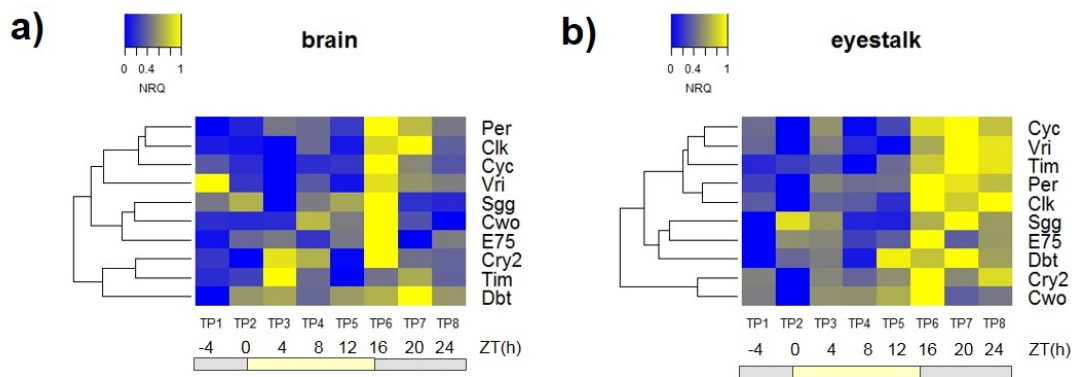 a)
0 0.4 1
NRQ
brain
Per
Clk
Cyc
Vri
Sgg
Cwo
E75
Cry2
Tim
Dbt
TP1 TP2 TP3 TP4 TP5 TP6 TP7 TP8
-4 0 4 8 12 16 20 24 ZT(h)
b)
0 0.4 1
NRQ
eyestalk
Cyc
Vri
Tim
Per
Clk
Sgg
E75
Dbt
Cry2
Cwo
TP1 TP2 TP3 TP4 TP5 TP6 TP7 TP8
-4 0 4 8 12 16 20 24 ZT(h)